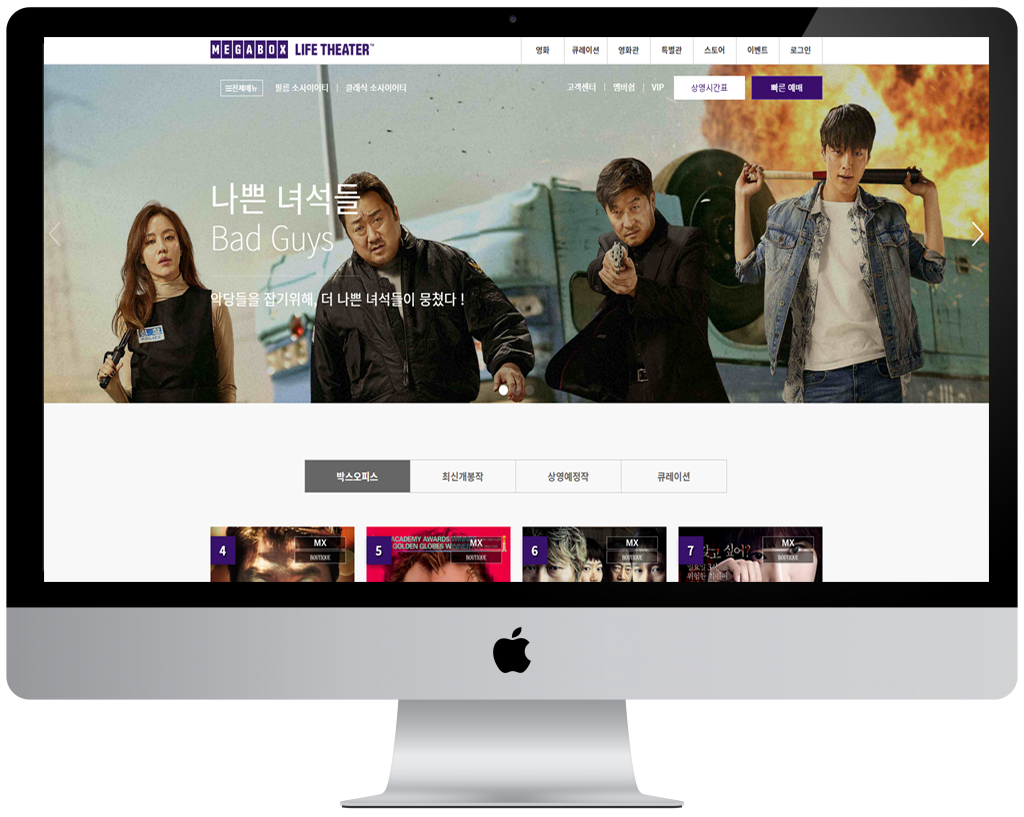 MEGABOX LIFE THEATER™
영화 큐레이션 영화관 특별관 스토어 이벤트 로그인
☰전체메뉴 필름 소사이어티 | 클래식 소사이어티
고객센터 | 멤버쉽 | VIP 상영시간표 빠른 예매
나쁜 녀석들
Bad Guys
악당들을 잡기위해, 더 나쁜 녀석들이 뭉쳤다 !
박스오피스 최신개봉작 상영예정작 큐레이션
4 MX
BOUTIQUE
5 ACADEMY AWARDS MX
GOLDEN GLOBES
BOUTIQUE
6 MX
BOUTIQUE
7 싶어? MX
BOUTIQUE